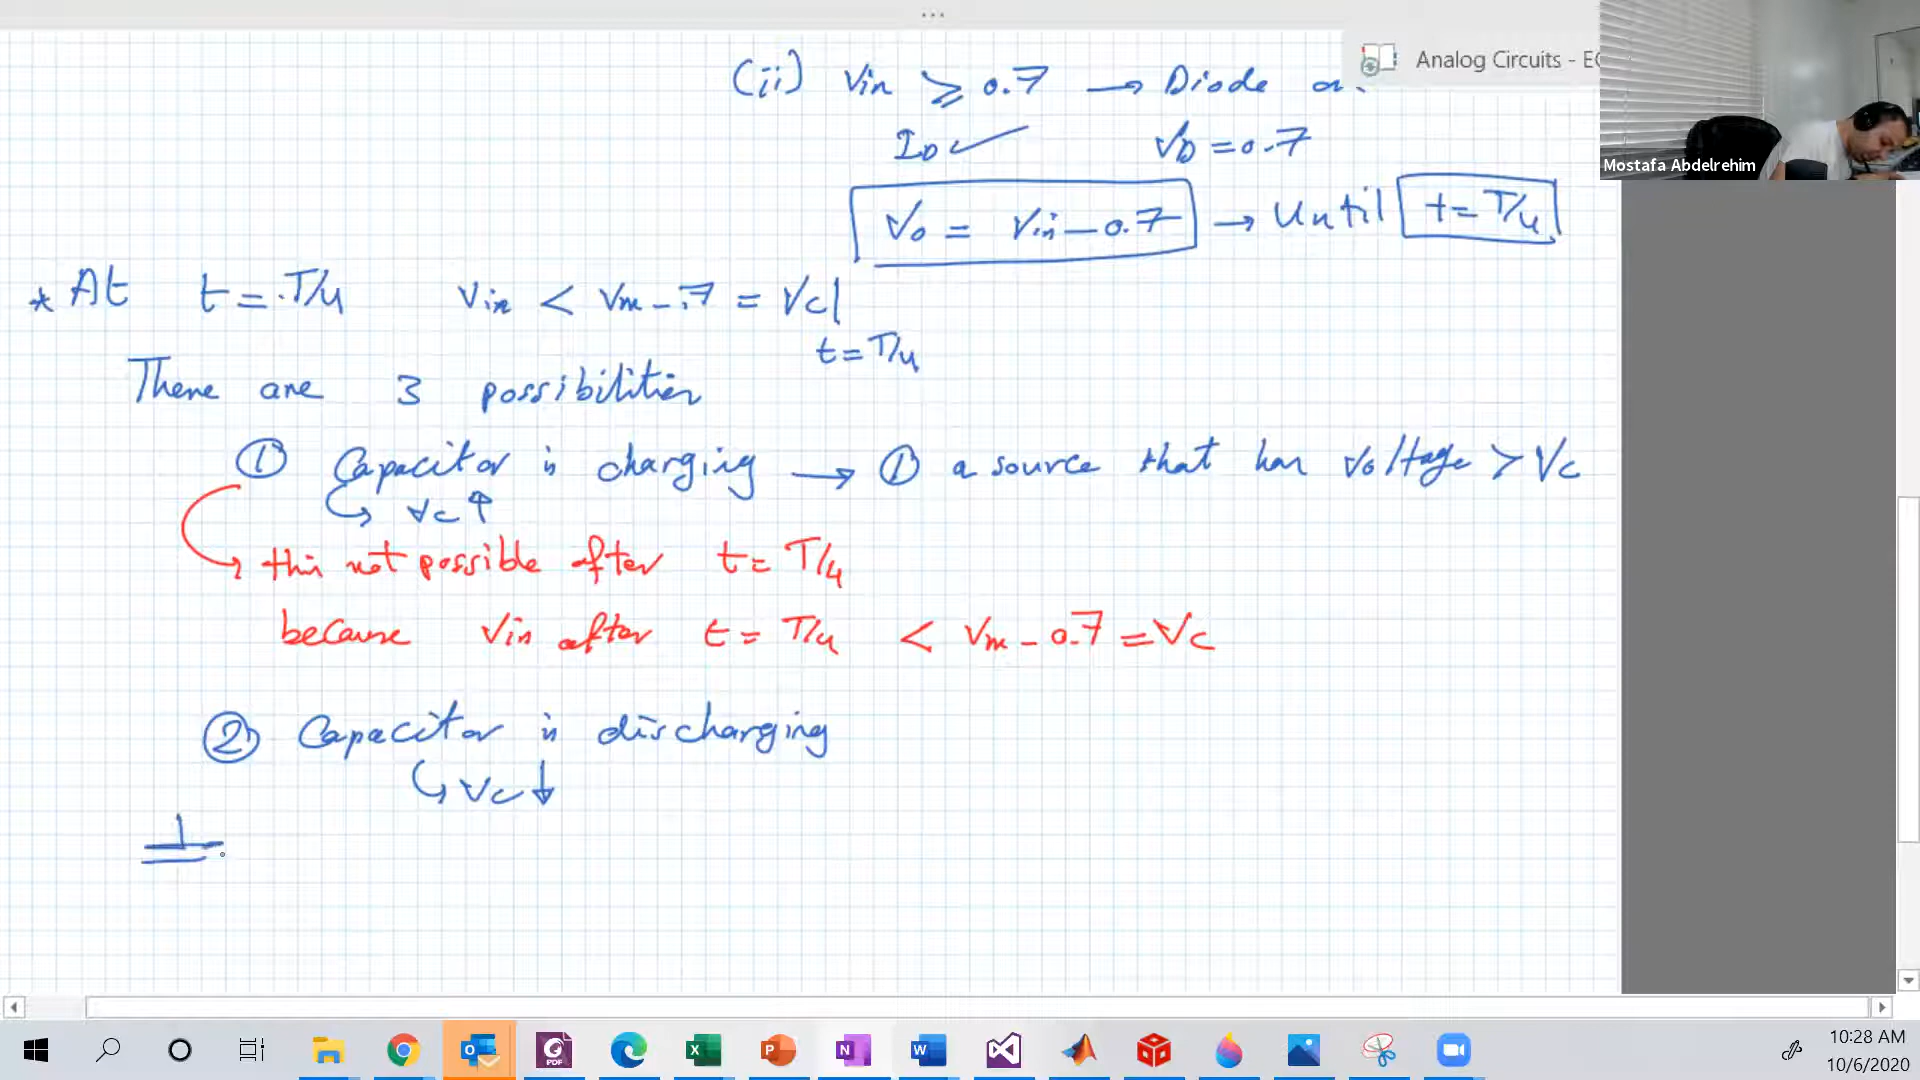 (ii) Vin ⩾ 0.7 → Diode on.
Analog Circuits - EC
Mostafa Abdelrehim
ID ✓ VD = 0.7
Vo = Vin - 0.7 → Until t = T/4
* At t = T/4 Vin < Vm - .7 = Vc|
t = T/4
There are 3 possibilities
① Capacitor is charging → ① a source that has voltage > Vc
↳ Vc ↑
↳ this not possible after t = T/4
because Vin after t = T/4 < Vm - 0.7 = Vc
② Capacitor is discharging
↳ Vc ↓
10:28 AM
10/6/2020